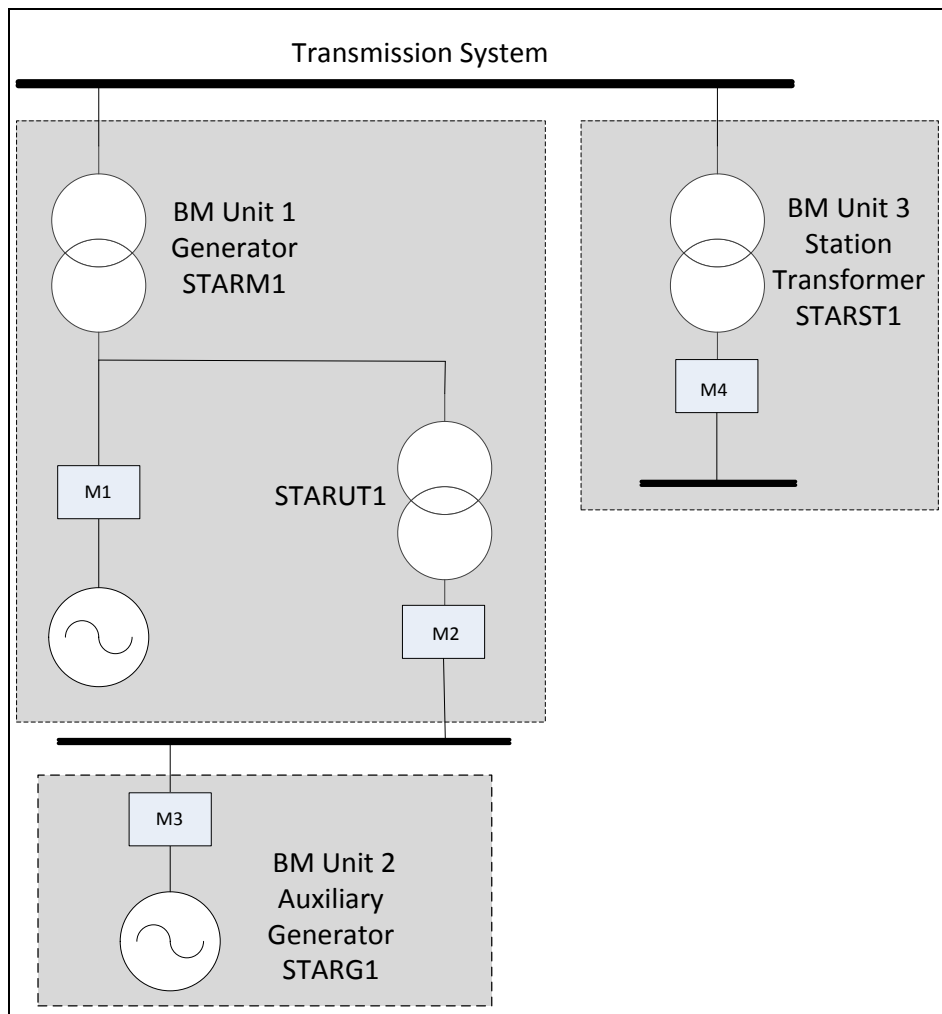 Transmission System
BM Unit 1
Generator
STARM1
BM Unit 3
Station
Transformer
STARST1
M4
M1
STARUT1
M2
M3
BM Unit 2
Auxiliary
Generator
STARG1